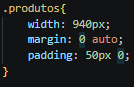 .produtos{
    width: 940px;
    margin: 0 auto;
    padding: 50px 0;
}